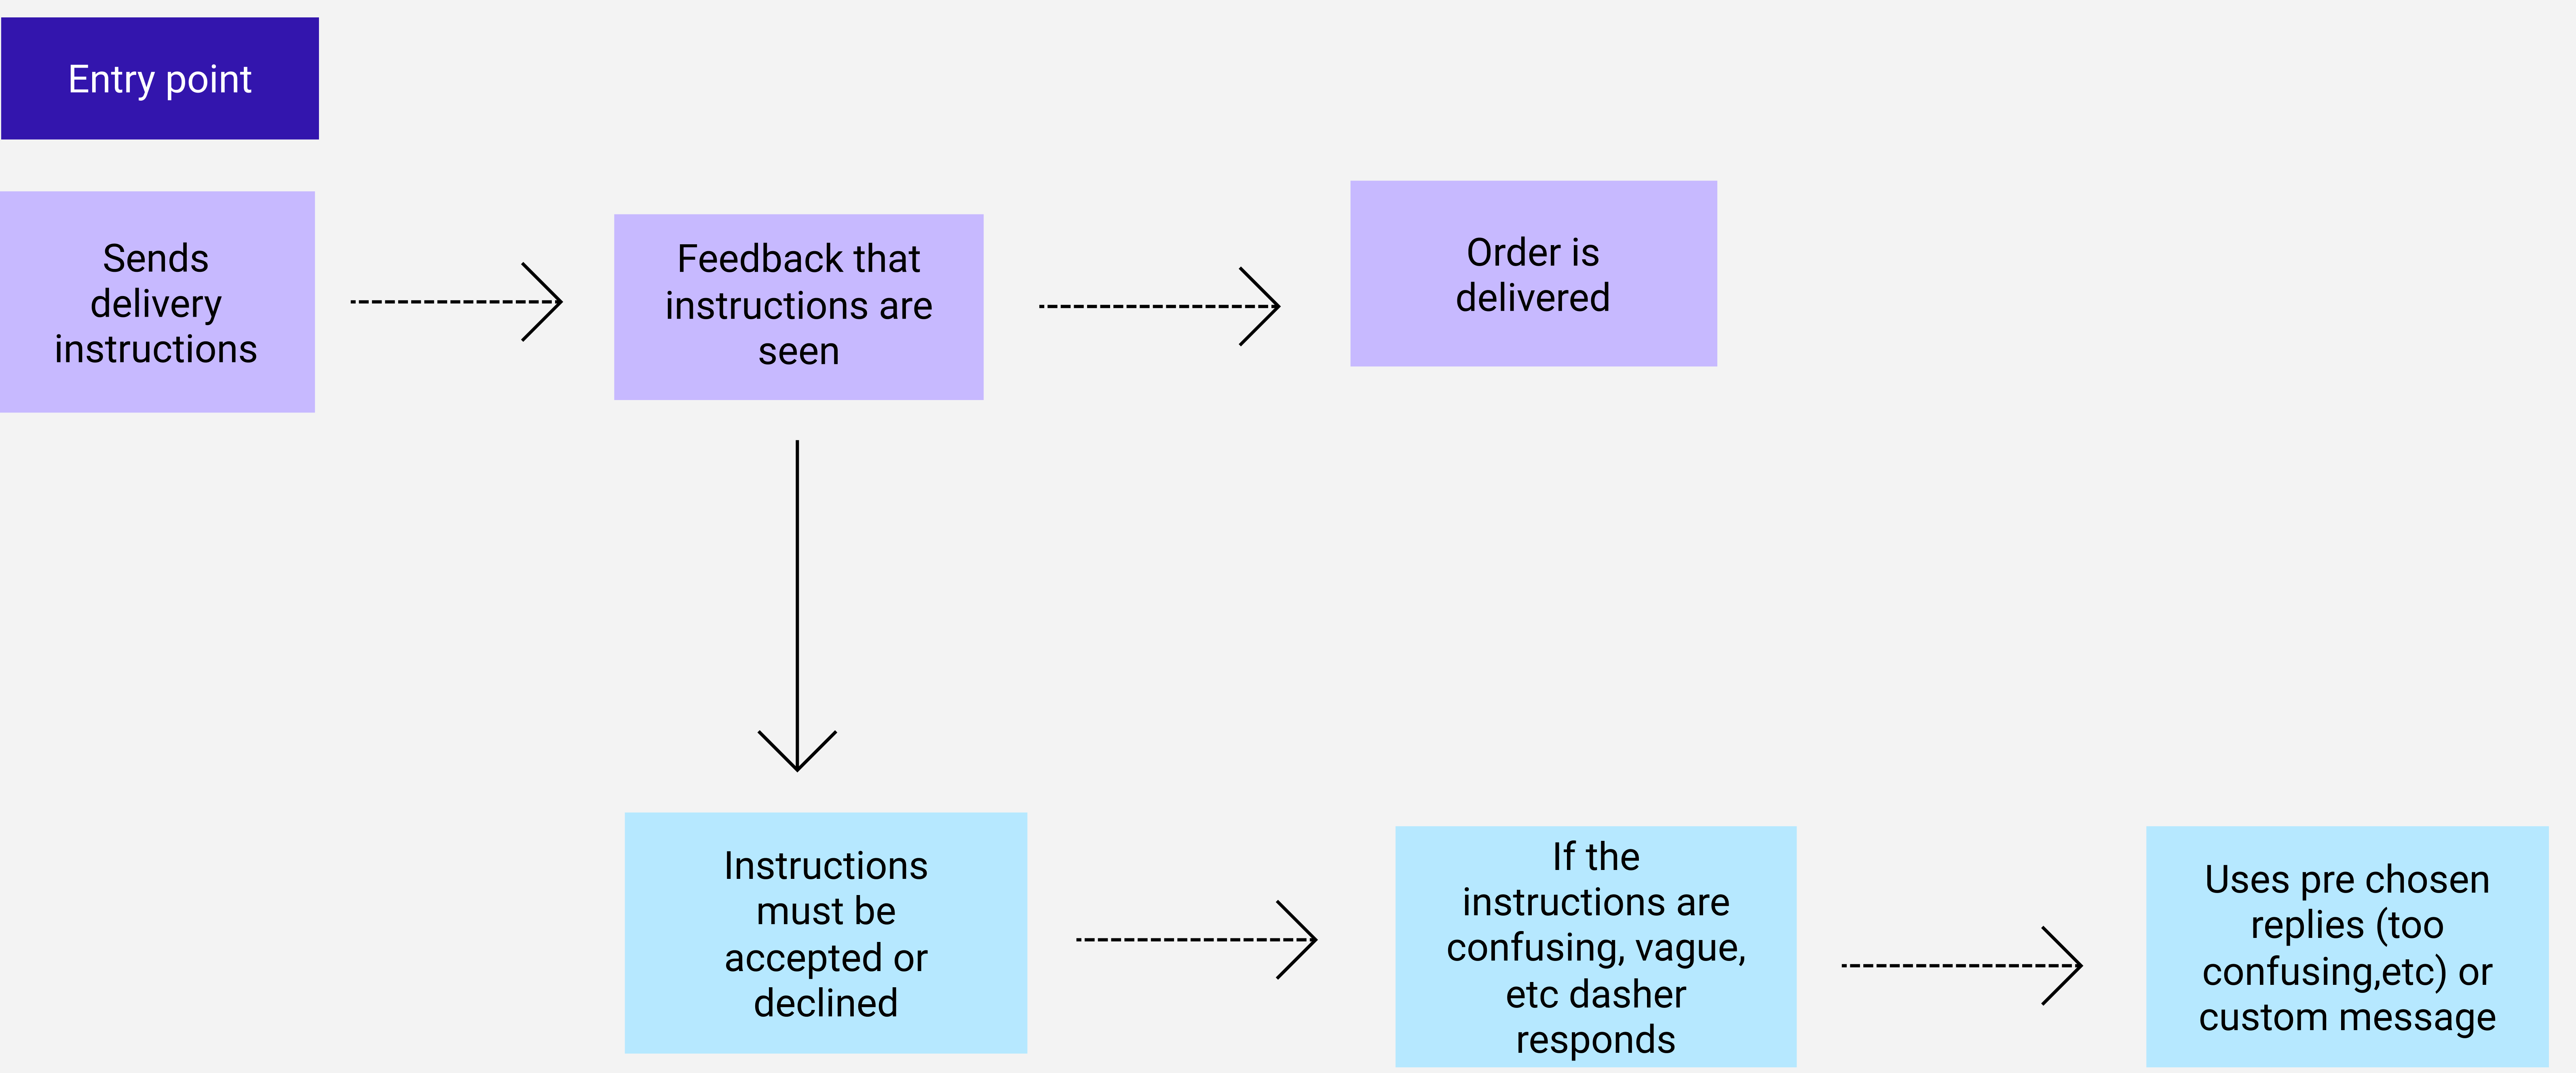 Entry point
Sends
delivery
instructions
Feedback that
instructions are
seen
Order is
delivered
Instructions
must be
accepted or
declined
If the
instructions are
confusing, vague,
etc dasher
responds
Uses pre chosen
replies (too
confusing,etc) or
custom message